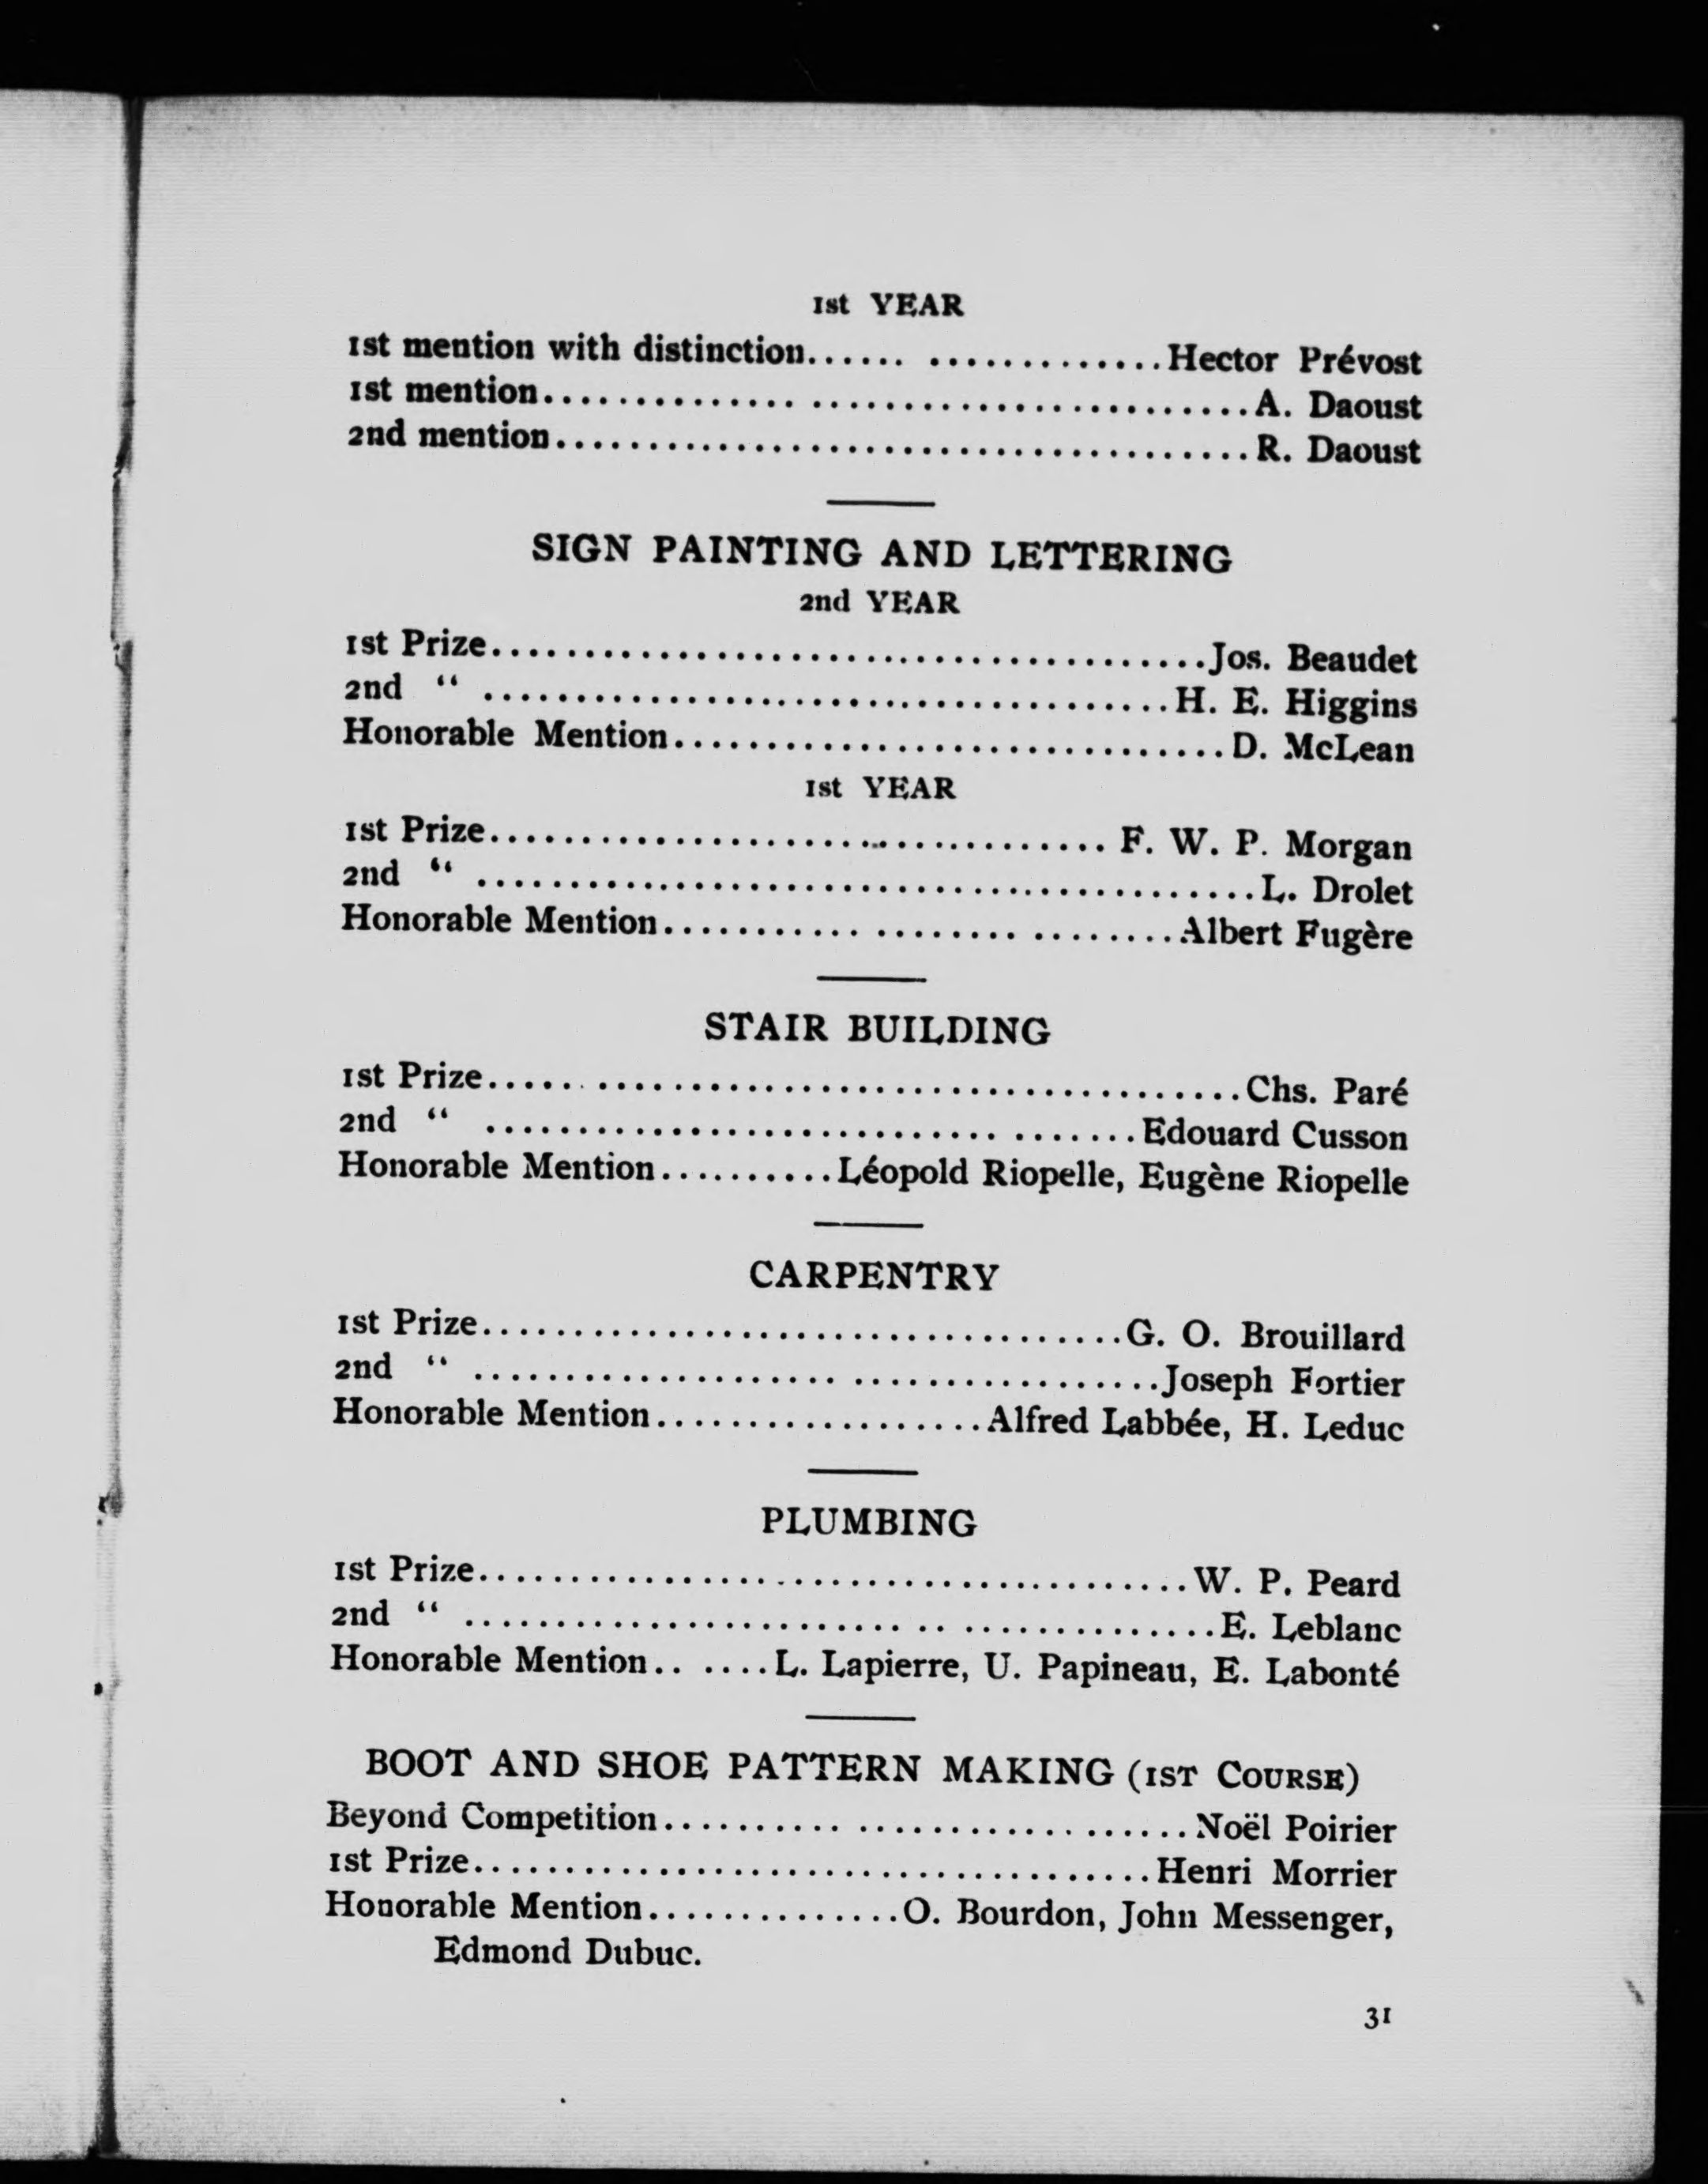 1st YEAR
1st mention with distinction...... .............Hector Prévost
1st mention.............. ........................A. Daoust
2nd mention......................................R. Daoust
SIGN PAINTING AND LETTERING
2nd YEAR
1st Prize.......................................Jos. Beaudet
2nd “ ......................................H. E. Higgins
Honorable Mention..............................D. McLean
1st YEAR
1st Prize.................................. F. W. P. Morgan
2nd “ ...........................................L. Drolet
Honorable Mention........... ........ ........Albert Fugère
STAIR BUILDING
1st Prize...... ...................................Chs. Paré
2nd “ ............................ .......Edouard Cusson
Honorable Mention..........Léopold Riopelle, Eugène Riopelle
CARPENTRY
1st Prize...................................G. O. Brouillard
2nd “ .................... .................Joseph Fortier
Honorable Mention..................Alfred Labbée, H. Leduc
PLUMBING
1st Prize.......................................W. P. Peard
2nd “ ......................... .. ..............E. Leblanc
Honorable Mention.. ....L. Lapierre, U. Papineau, E. Labonté
BOOT AND SHOE PATTERN MAKING (1ST COURSE)
Beyond Competition.......... ..................Noël Poirier
1st Prize.....................................Henri Morrier
Honorable Mention..............O. Bourdon, John Messenger,
Edmond Dubuc.
31